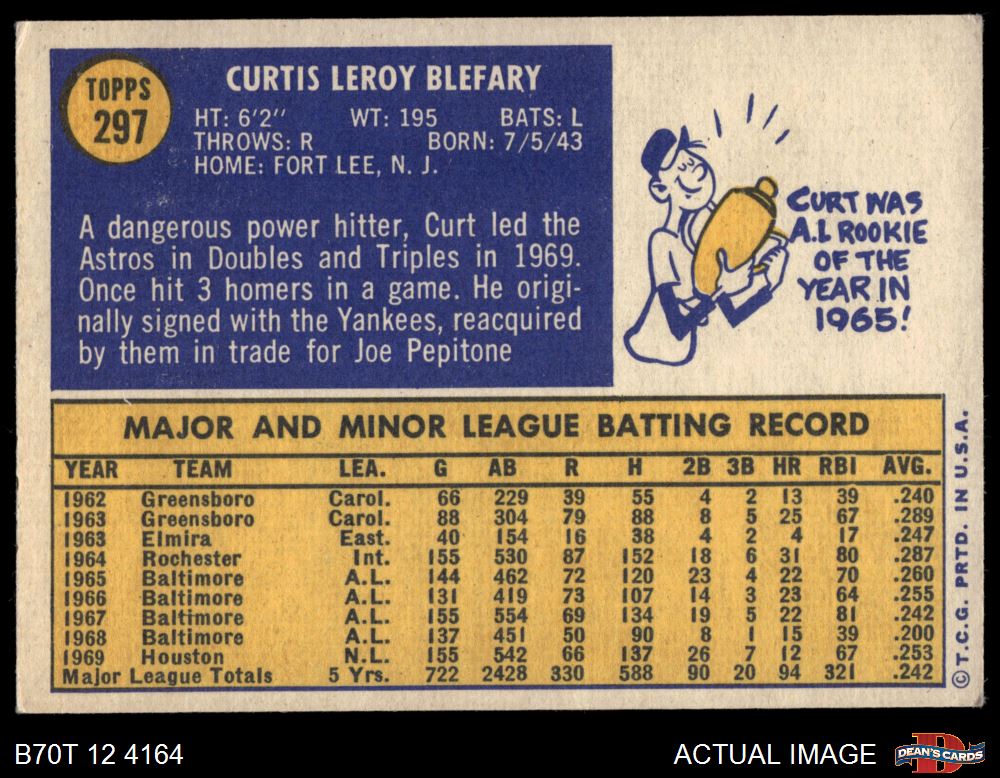 TOPPS
297
CURTIS LEROY BLEFARY
HT: 6'2" WT: 195 BATS: L
THROWS: R BORN: 7/5/43
HOME: FORT LEE, N. J.
A dangerous power hitter, Curt led the
Astros in Doubles and Triples in 1969.
Once hit 3 homers in a game. He origi-
nally signed with the Yankees, reacquired
by them in trade for Joe Pepitone
CURT WAS
A.L ROOKIE
OF THE
YEAR IN
1965!
MAJOR AND MINOR LEAGUE BATTING RECORD
YEAR TEAM LEA. G AB R H 2B 3B HR RBI AVG.
1962 Greensboro Carol. 66 229 39 55 4 2 13 39 .240
1963 Greensboro Carol. 88 304 79 88 8 5 25 67 .289
1963 Elmira East. 40 154 16 38 4 2 4 17 .247
1964 Rochester Int. 155 530 87 152 18 6 31 80 .287
1965 Baltimore A.L. 144 462 72 120 23 4 22 70 .260
1966 Baltimore A.L. 131 419 73 107 14 3 23 64 .255
1967 Baltimore A.L. 155 554 69 134 19 5 22 81 .242
1968 Baltimore A.L. 137 451 50 90 8 1 15 39 .200
1969 Houston N.L. 155 542 66 137 26 7 12 67 .253
Major League Totals 5 Yrs. 722 2428 330 588 90 20 94 321 .242
© T.C.G. PRTD. IN U.S.A.
B70T 12 4164
ACTUAL IMAGE
DEAN'S CARDS